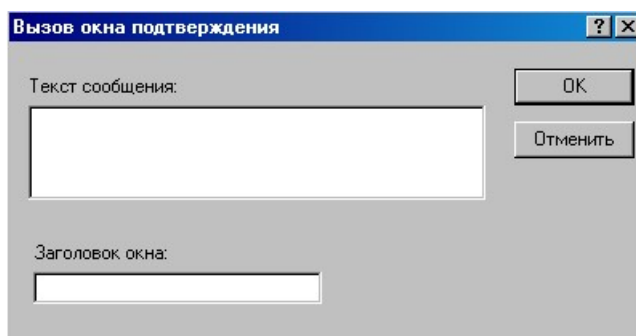 Вызов окна подтверждения
Текст сообщения:
OK
Отменить
Заголовок окна: